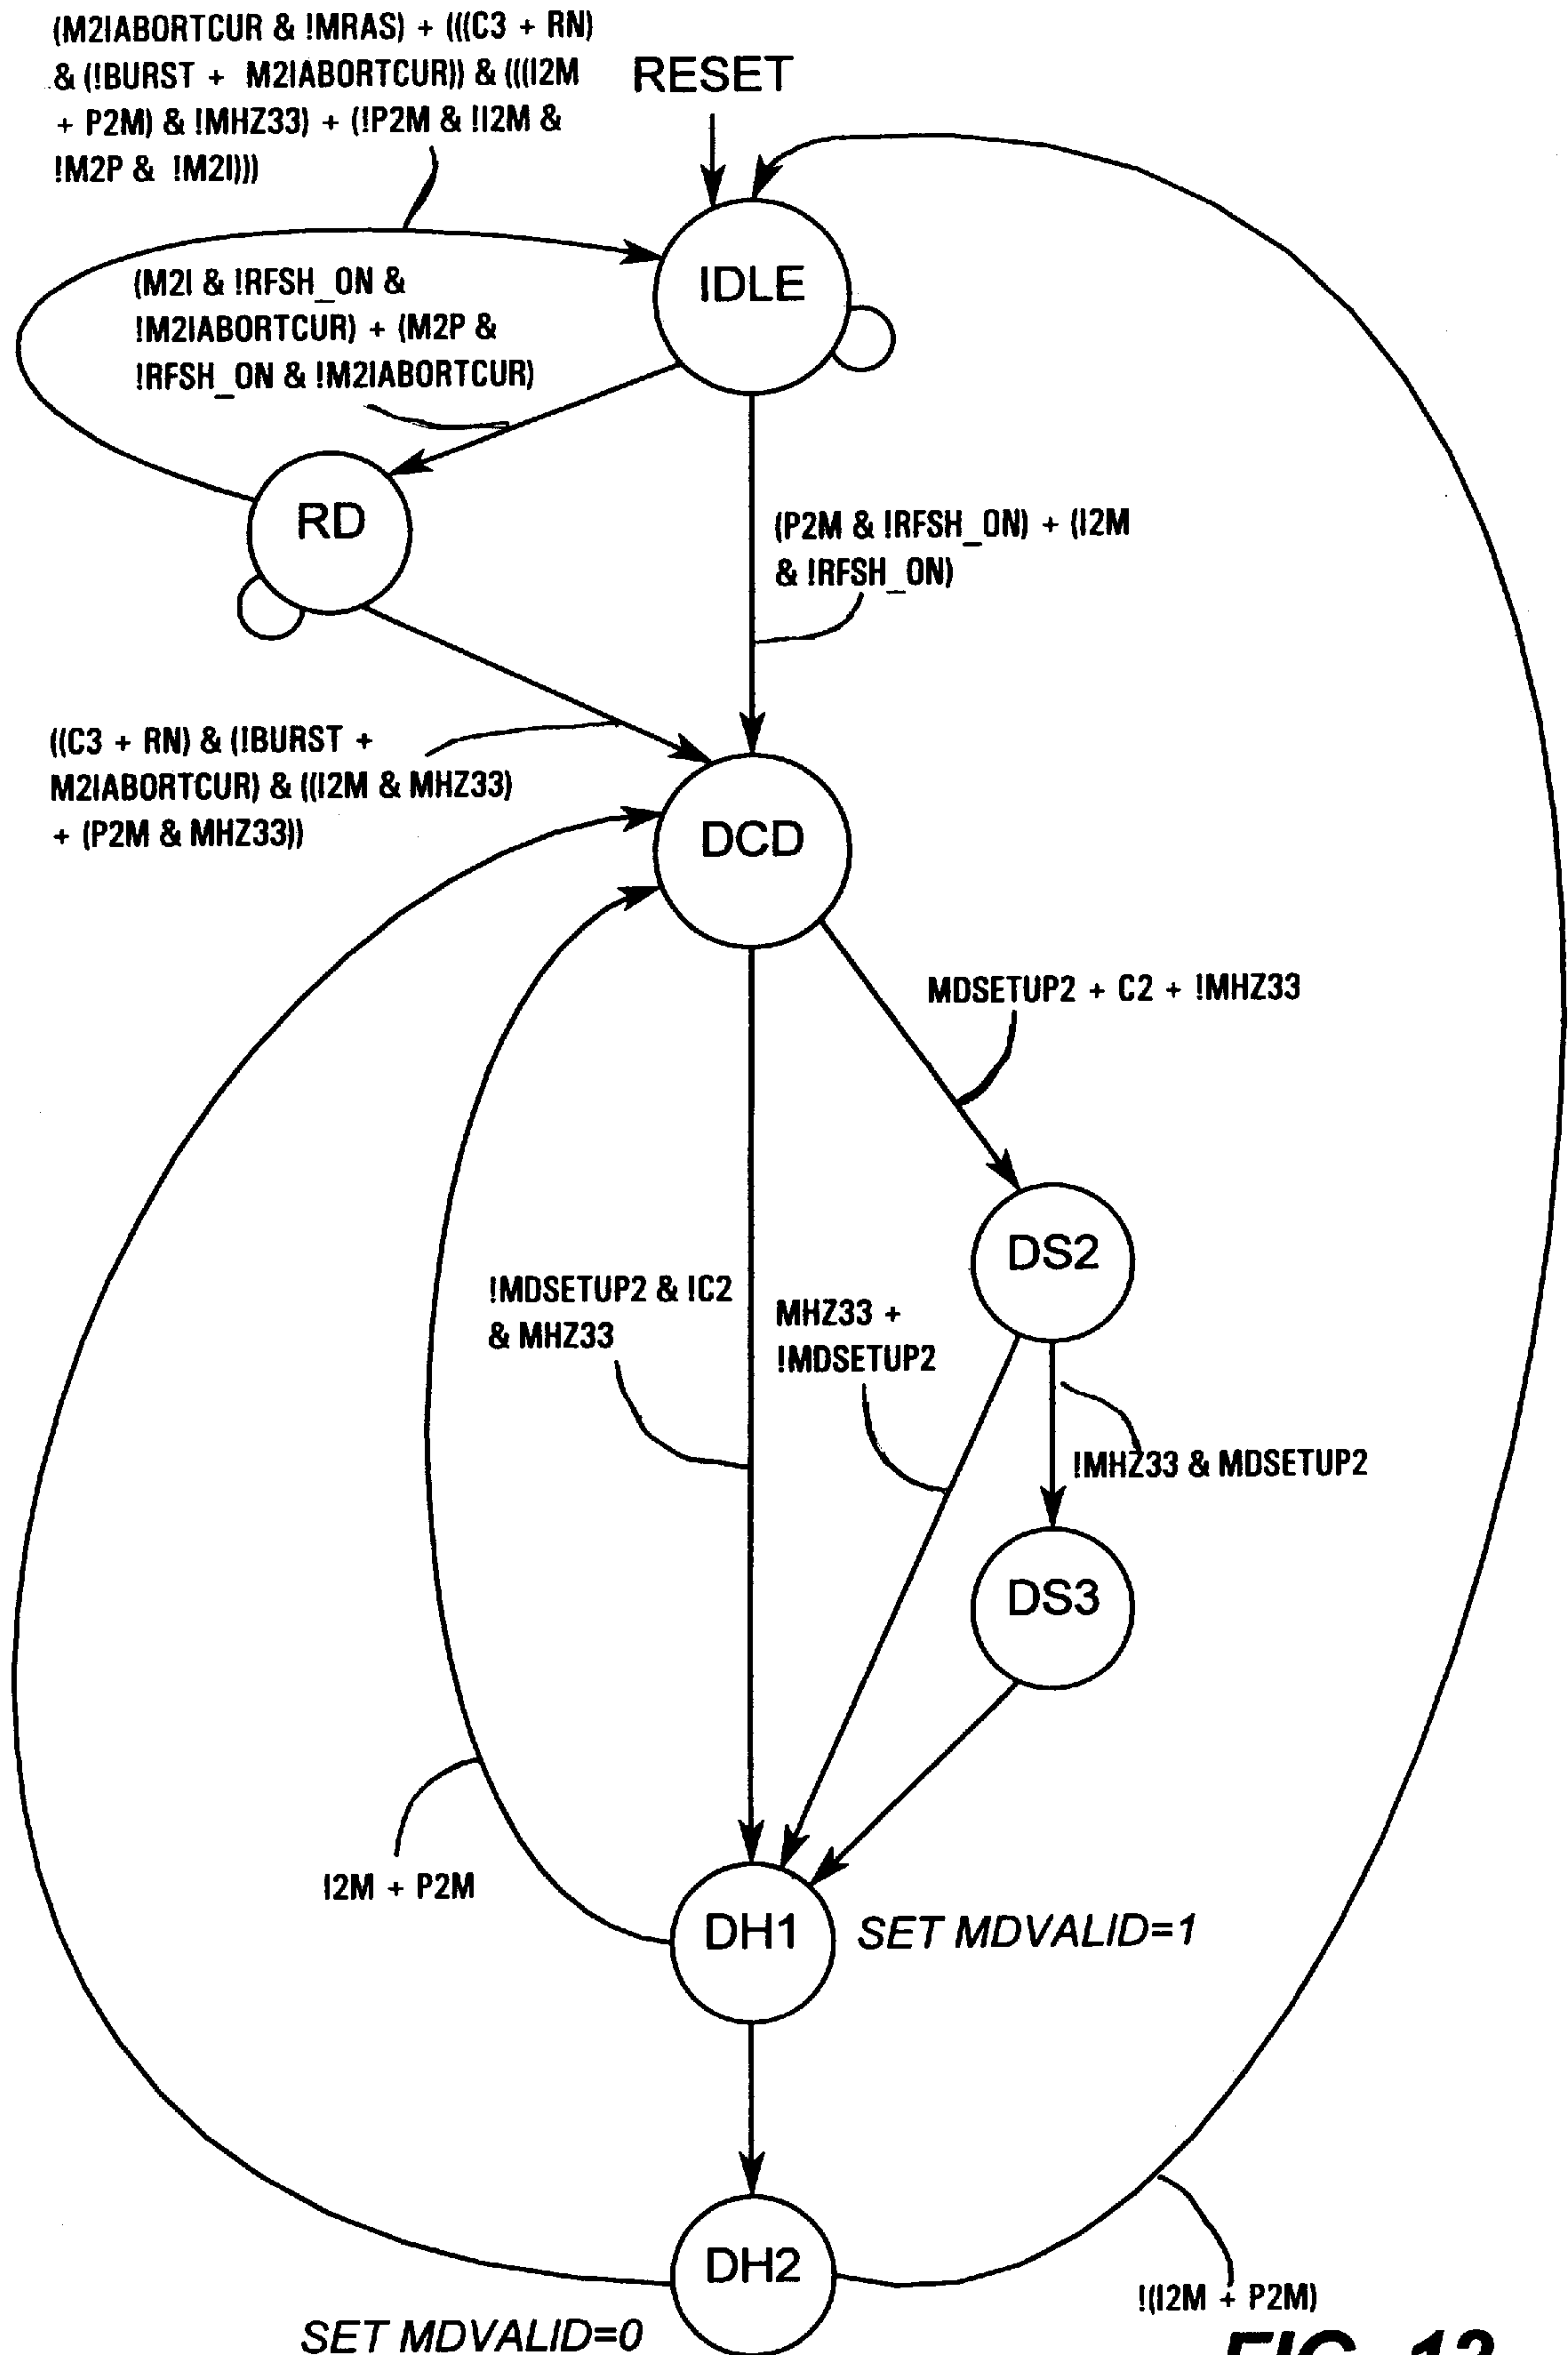 (M2IABORTCUR & !MRAS) + (((C3 + RN)
& (!BURST + M2IABORTCUR)) & (((I2M
+ P2M) & !MHZ33) + (!P2M & !I2M &
!M2P & !M2I)))
RESET
IDLE
(M2I & !RFSH_ON &
!M2IABORTCUR) + (M2P &
!RFSH_ON & !M2IABORTCUR)
RD
(P2M & !RFSH_ON) + (I2M
& !RFSH_ON)
((C3 + RN) & (!BURST +
M2IABORTCUR) & ((I2M & MHZ33)
+ (P2M & MHZ33))
DCD
MDSETUP2 + C2 + !MHZ33
DS2
!MDSETUP2 & !C2
& MHZ33
MHZ33 +
!MDSETUP2
!MHZ33 & MDSETUP2
DS3
I2M + P2M
DH1
SET MDVALID=1
DH2
!(I2M + P2M)
SET MDVALID=0